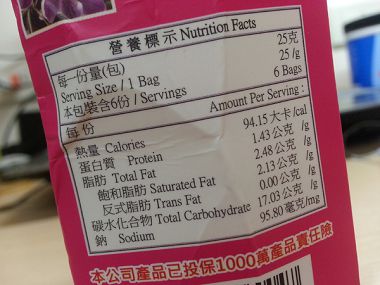 營養標示 Nutrition Facts
每一份量(包) 25克
Serving Size / 1 Bag 25 /g
本包裝含6份 / Servings 6 Bags
每份 Amount Per Serving :
熱量 Calories 94.15 大卡/cal
蛋白質 Protein 1.43 公克 /g
脂肪 Total Fat 2.48 公克 /g
飽和脂肪 Saturated Fat 2.13 公克 /g
反式脂肪 Trans Fat 0.00 公克 /g
碳水化合物 Total Carbohydrate 17.03 公克 /g
鈉 Sodium 95.80 毫克/mg
本公司產品已投保1000萬產品責任險